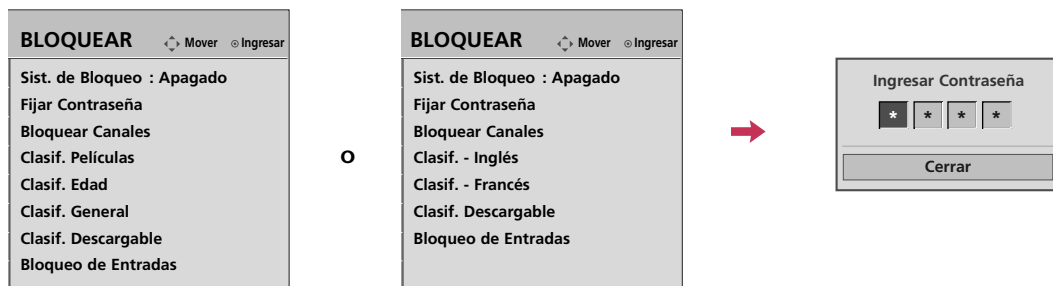 BLOQUEAR Mover Ingresar
Sist. de Bloqueo : Apagado
Fijar Contraseña
Bloquear Canales
Clasif. Películas
Clasif. Edad
Clasif. General
Clasif. Descargable
Bloqueo de Entradas
O
BLOQUEAR Mover Ingresar
Sist. de Bloqueo : Apagado
Fijar Contraseña
Bloquear Canales
Clasif. - Inglés
Clasif. - Francés
Clasif. Descargable
Bloqueo de Entradas
Ingresar Contraseña
* * * *
Cerrar